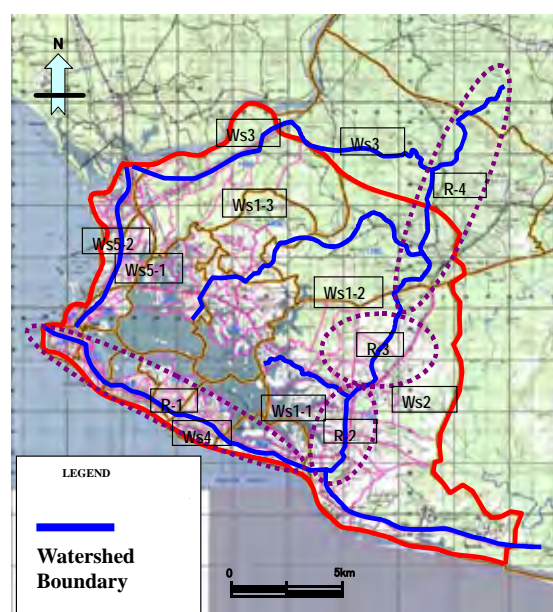 N
Ws3
Ws3
R-4
Ws1-3
Ws5-2
Ws5-1
Ws1-2
R-3
R-1
Ws1-1
Ws2
Ws4
R-2
LEGEND
Watershed
Boundary
0
5km